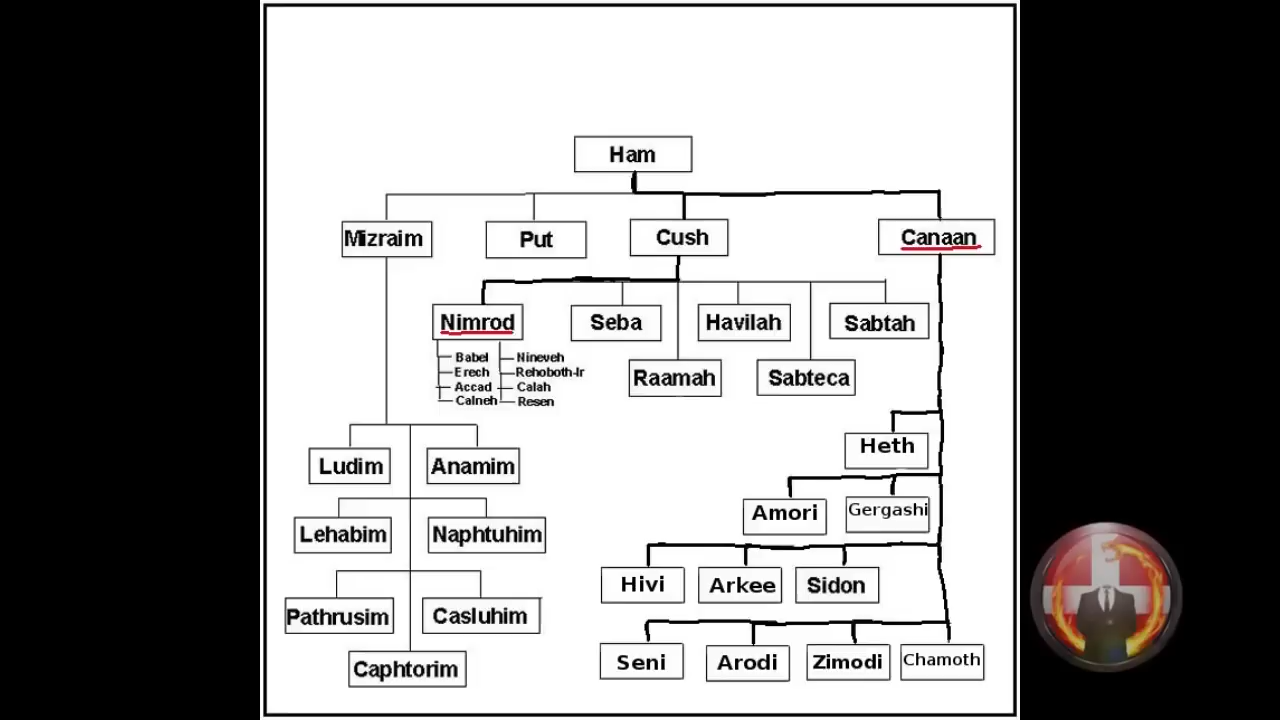 Ham
Mizraim
Put
Cush
Canaan
Nimrod
Seba
Havilah
Sabtah
Babel
Nineveh
Erech
Rehoboth-Ir
Accad
Calah
Calneh
Resen
Raamah
Sabteca
Heth
Ludim
Anamim
Amori
Gergashi
Lehabim
Naphtuhim
Hivi
Arkee
Sidon
Pathrusim
Casluhim
Caphtorim
Seni
Arodi
Zimodi
Chamoth